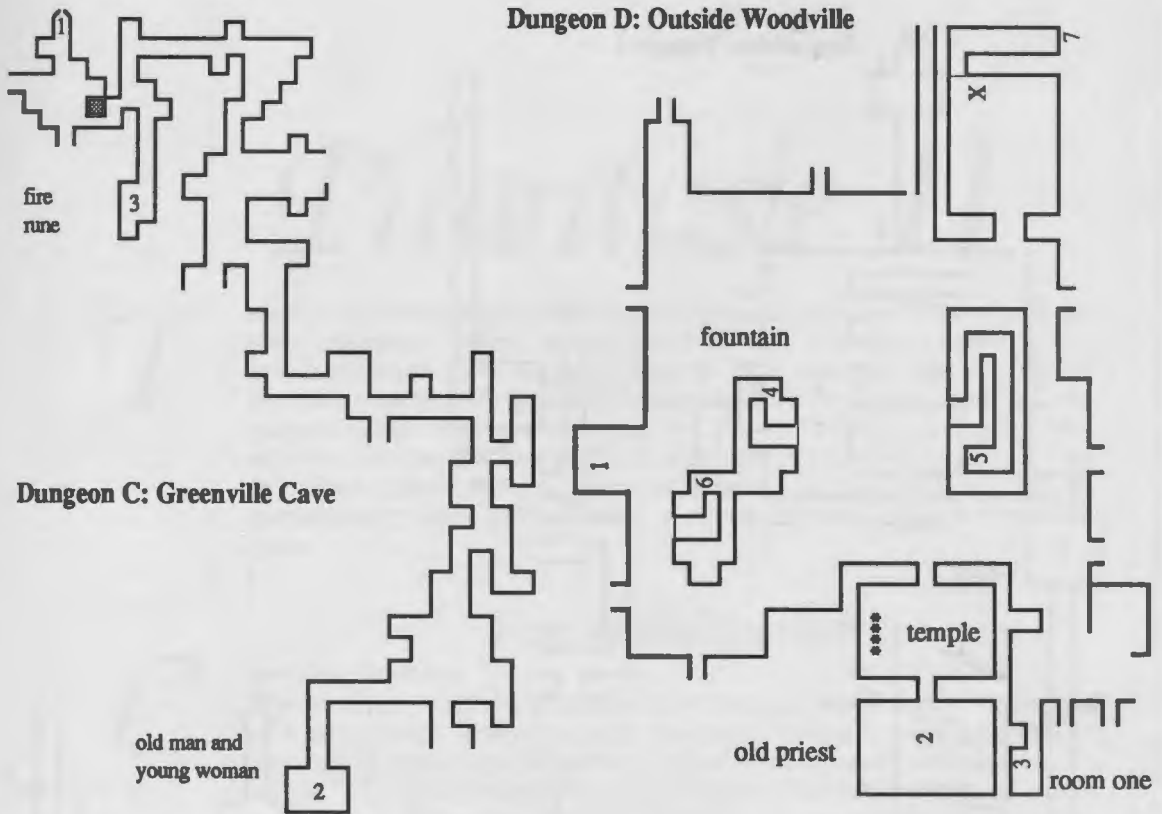 Dungeon D: Outside Woodville
1
7
X
fire
rune
3
fountain
4
1
5
6
Dungeon C: Greenville Cave
****
temple
old man and
young woman
2
old priest
2
3
room one